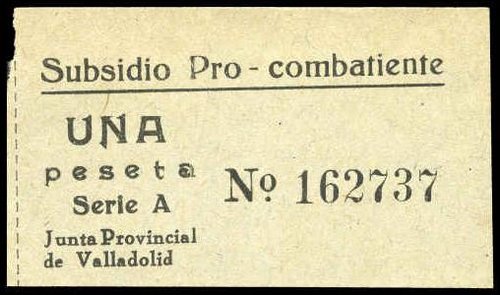 Subsidio Pro-combatiente
UNA
peseta
Serie A
Nº 162737
Junta Provincial
de Valladolid